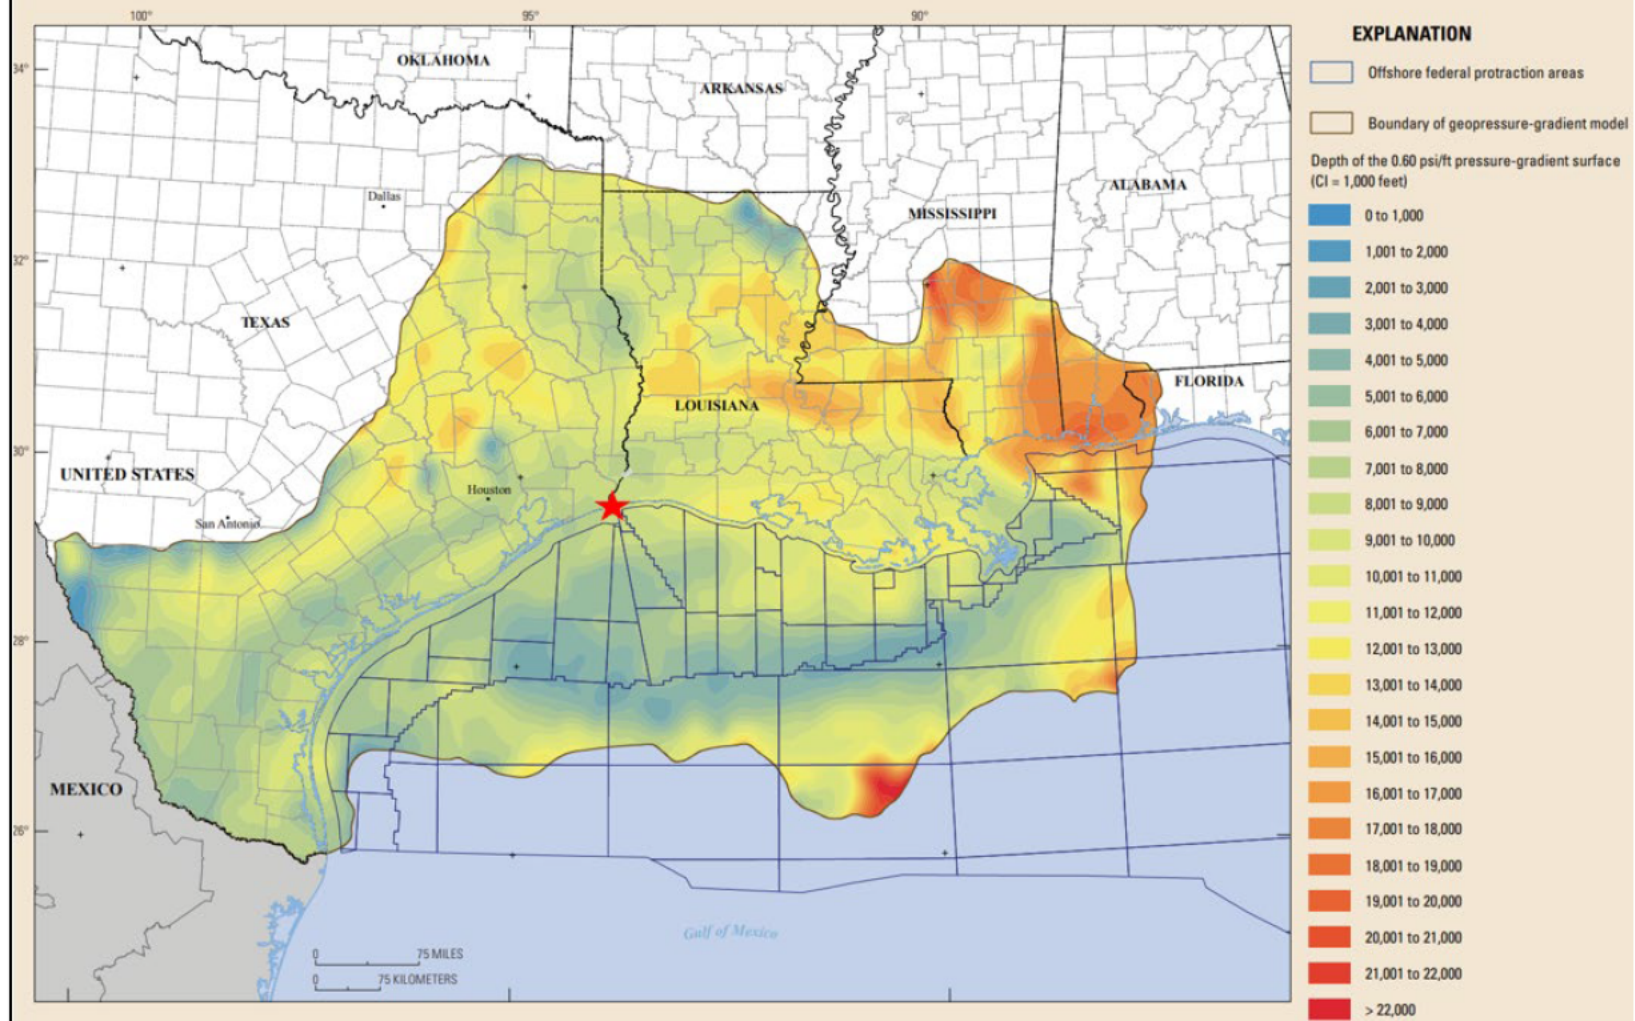 100°
95°
90°
34°
32°
30°
28°
26°
OKLAHOMA
ARKANSAS
Dallas
ALABAMA
MISSISSIPPI
TEXAS
FLORIDA
LOUISIANA
UNITED STATES
Houston
San Antonio
MEXICO
Gulf of Mexico
0 75 MILES
0 75 KILOMETERS
EXPLANATION
Offshore federal protraction areas
Boundary of geopressure-gradient model
Depth of the 0.60 psi/ft pressure-gradient surface
(CI = 1,000 feet)
0 to 1,000
1,001 to 2,000
2,001 to 3,000
3,001 to 4,000
4,001 to 5,000
5,001 to 6,000
6,001 to 7,000
7,001 to 8,000
8,001 to 9,000
9,001 to 10,000
10,001 to 11,000
11,001 to 12,000
12,001 to 13,000
13,001 to 14,000
14,001 to 15,000
15,001 to 16,000
16,001 to 17,000
17,001 to 18,000
18,001 to 19,000
19,001 to 20,000
20,001 to 21,000
21,001 to 22,000
> 22,000